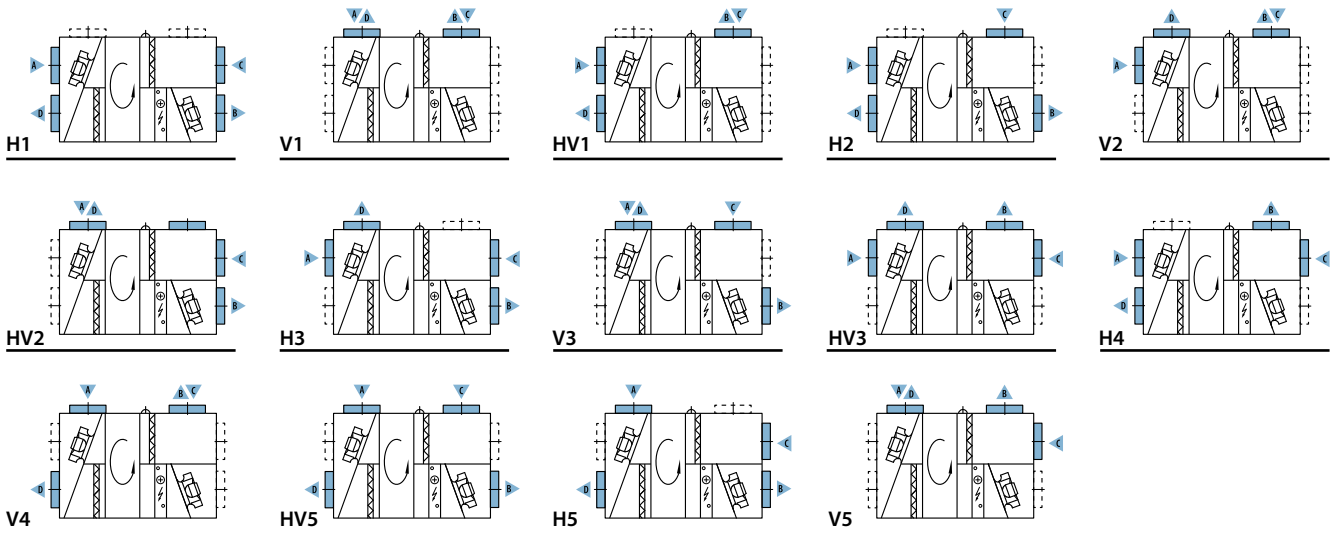 A D B C B C C D B C
A C A A A
D B D D B
H1 V1 HV1 H2 V2
A D D A D C D B B
C A C A C A C
B B B D
HV2 H3 V3 HV3 H4
A B C A C A A D B
C C
D D B D B
V4 HV5 H5 V5